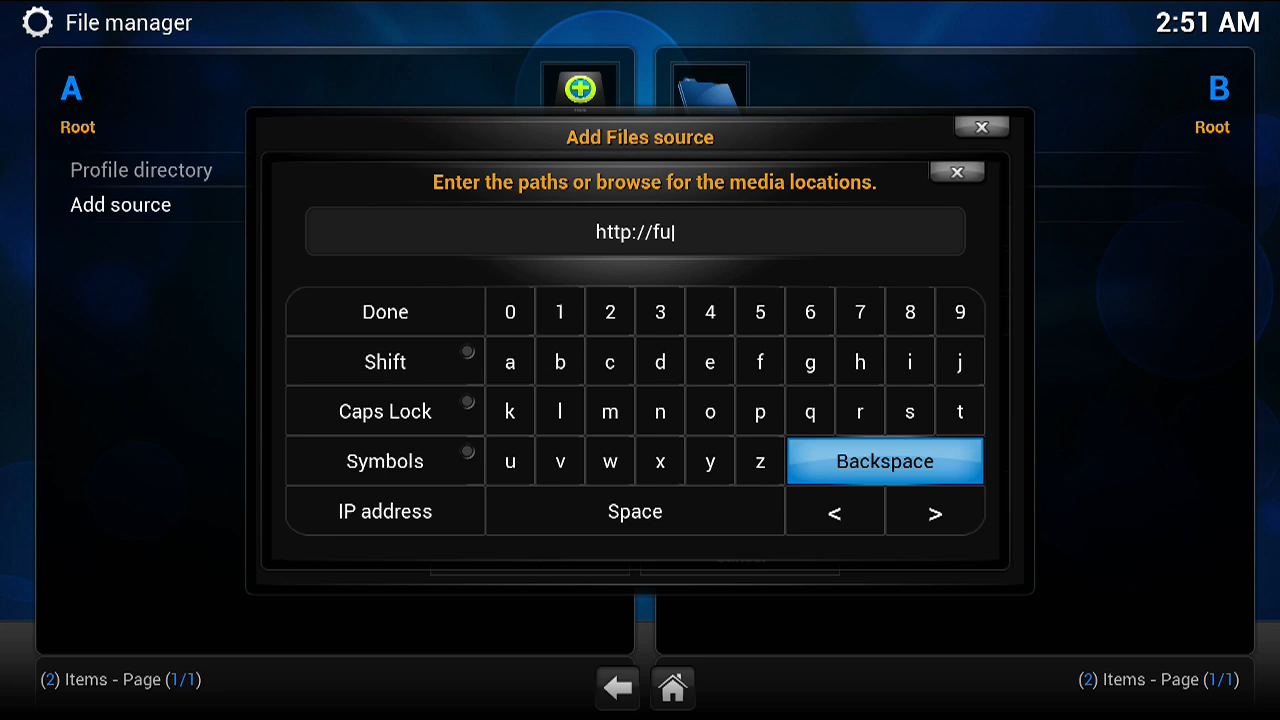 File manager
2:51 AM
A
B
Root
Root
Profile directory
Add source
Add Files source
Enter the paths or browse for the media locations.
http://fu
Done 0 1 2 3 4 5 6 7 8 9
Shift a b c d e f g h i j
Caps Lock k l m n o p q r s t
Symbols u v w x y z Backspace
IP address Space < >
(2) Items - Page (1/1)
(2) Items - Page (1/1)